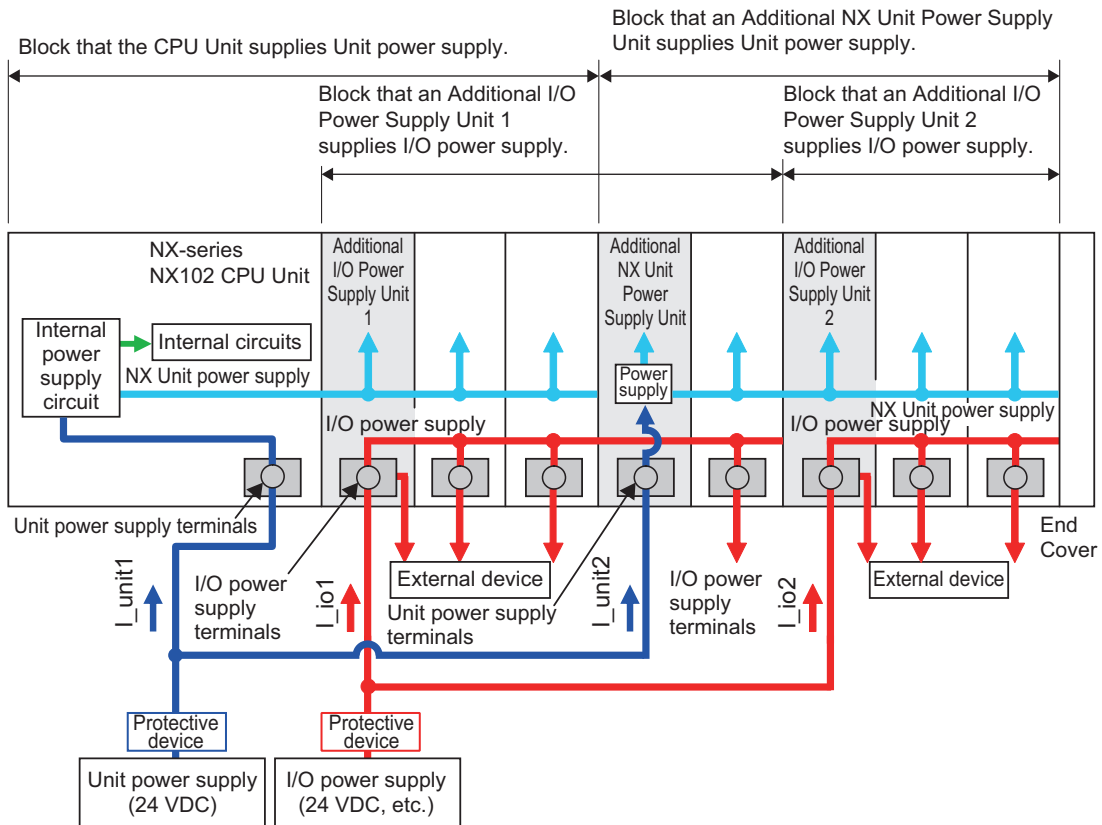 Block that the CPU Unit supplies Unit power supply.
Block that an Additional NX Unit Power Supply
Unit supplies Unit power supply.
Block that an Additional I/O
Power Supply Unit 1
supplies I/O power supply.
Block that an Additional I/O
Power Supply Unit 2
supplies I/O power supply.
NX-series
NX102 CPU Unit
Additional
I/O Power
Supply Unit
1
Additional
NX Unit
Power
Supply Unit
Additional
I/O Power
Supply Unit
2
Internal
power
supply
circuit
Internal circuits
NX Unit power supply
Power
supply
NX Unit power supply
I/O power supply
I/O power supply
Unit power supply terminals
I/O power
supply
terminals
External device
Unit power supply
terminals
I/O power
supply
terminals
External device
End
Cover
I_unit1
I_io1
I_unit2
I_io2
Protective
device
Protective
device
Unit power supply
(24 VDC)
I/O power supply
(24 VDC, etc.)